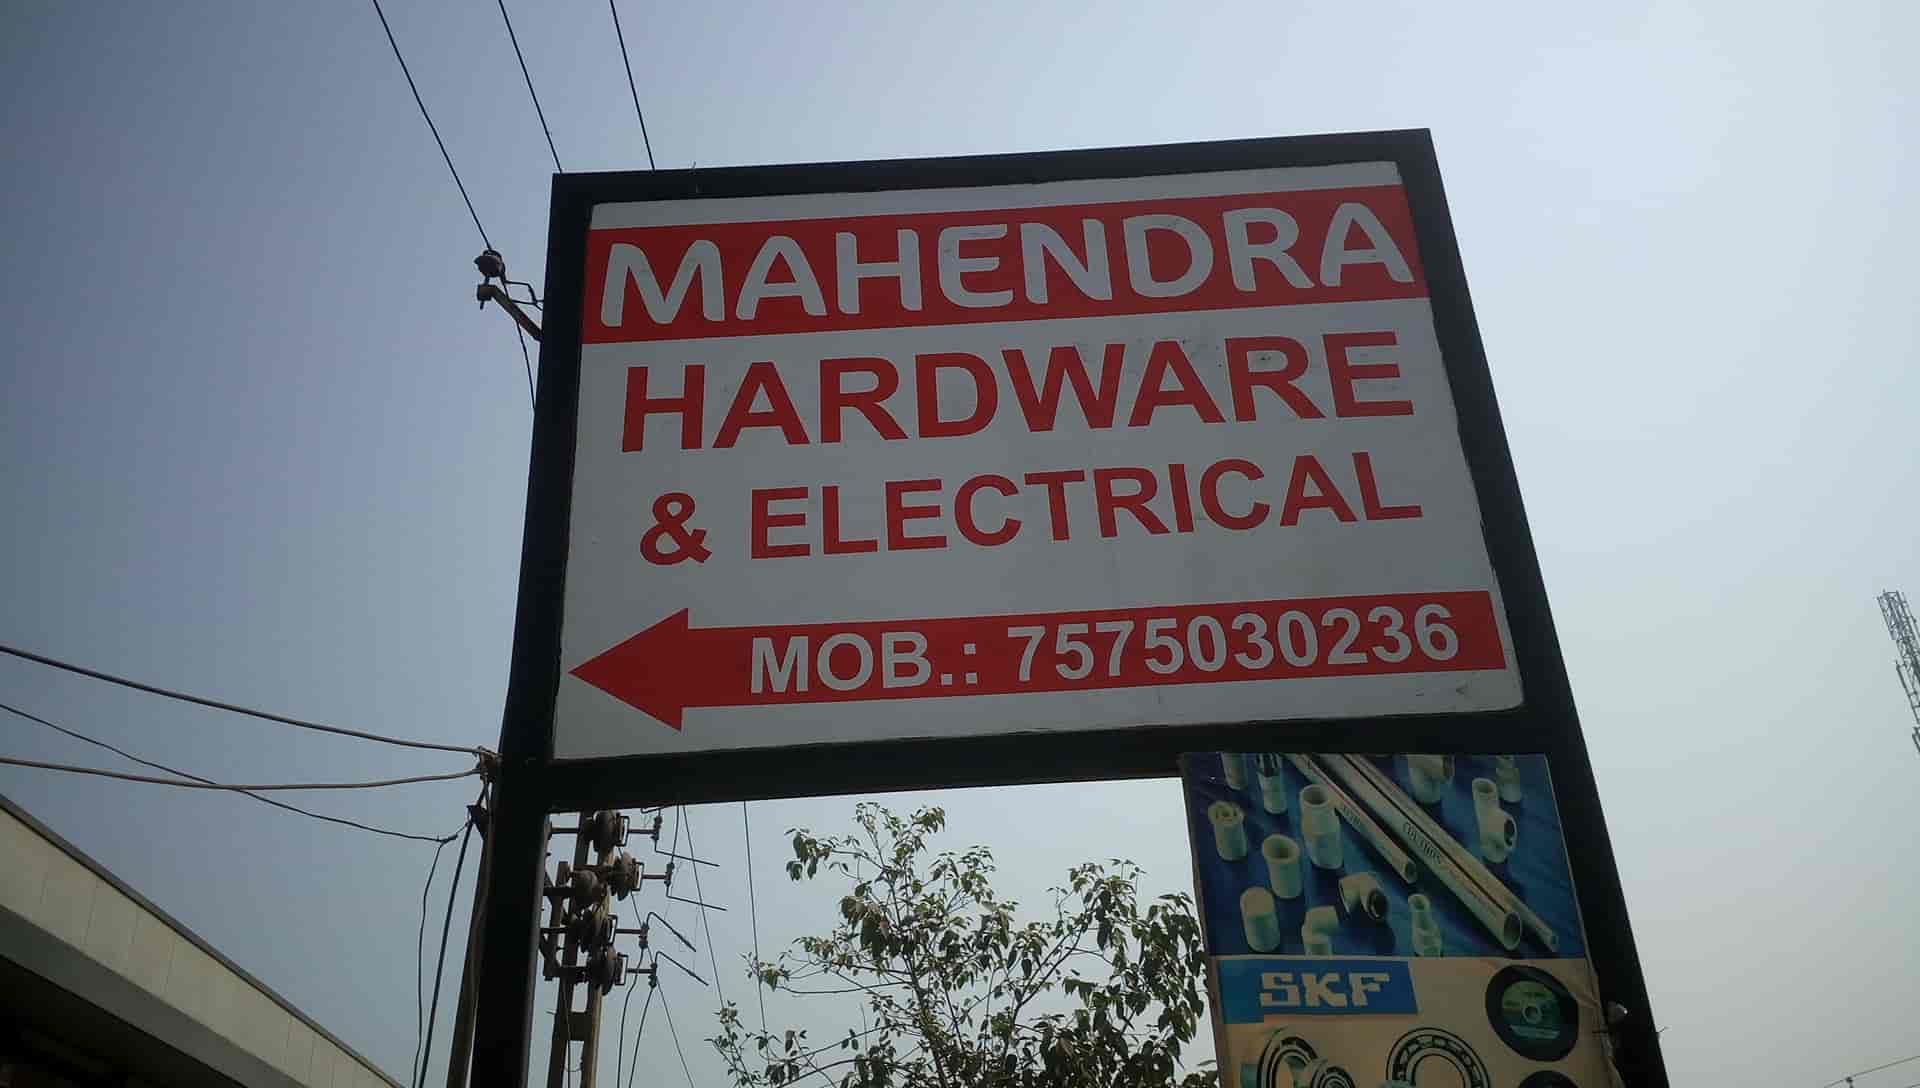 MAHENDRA
HARDWARE
& ELECTRICAL
MOB.: 7575030236
SKF